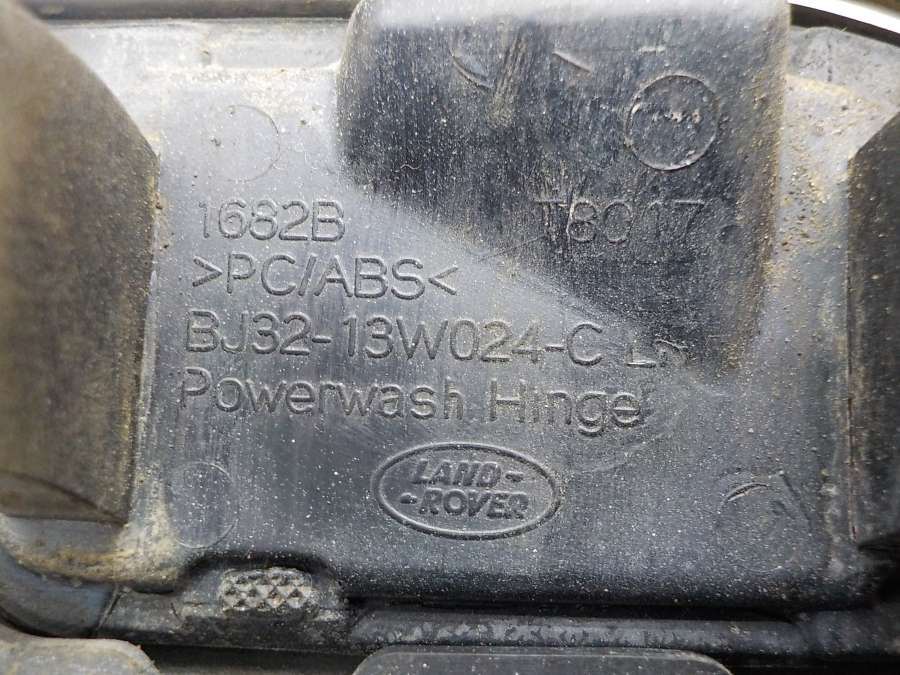 1682B T8017
>PC/ABS<
BJ32-13W024-C
Powerwash Hinge
LAND-
-ROVER